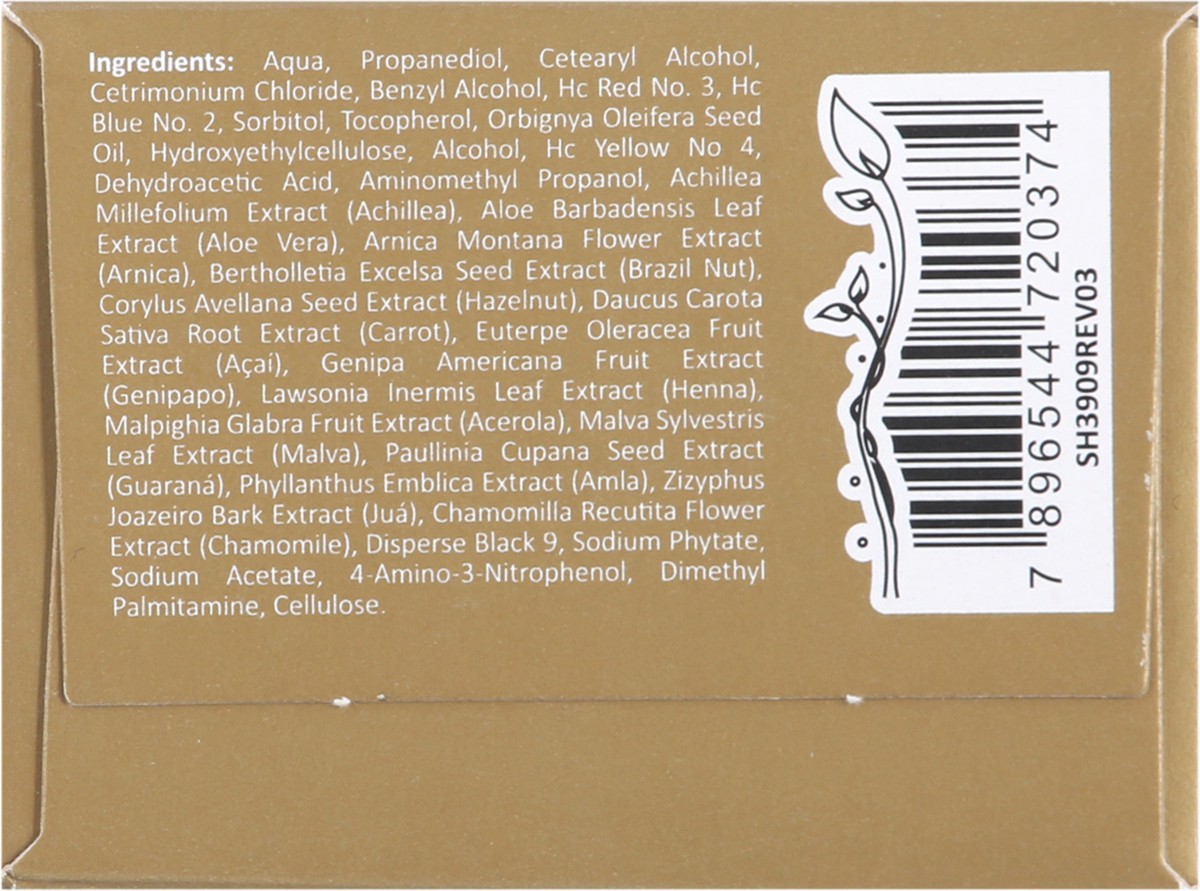 Ingredients: Aqua, Propanediol, Cetearyl Alcohol,
Cetrimonium Chloride, Benzyl Alcohol, Hc Red No. 3, Hc
Blue No. 2, Sorbitol, Tocopherol, Orbignya Oleifera Seed
Oil, Hydroxyethylcellulose, Alcohol, Hc Yellow No 4,
Dehydroacetic Acid, Aminomethyl Propanol, Achillea
Millefolium Extract (Achillea), Aloe Barbadensis Leaf
Extract (Aloe Vera), Arnica Montana Flower Extract
(Arnica), Bertholletia Excelsa Seed Extract (Brazil Nut),
Corylus Avellana Seed Extract (Hazelnut), Daucus Carota
Sativa Root Extract (Carrot), Euterpe Oleracea Fruit
Extract (Açaí), Genipa Americana Fruit Extract
(Genipapo), Lawsonia Inermis Leaf Extract (Henna),
Malpighia Glabra Fruit Extract (Acerola), Malva Sylvestris
Leaf Extract (Malva), Paullinia Cupana Seed Extract
(Guaraná), Phyllanthus Emblica Extract (Amla), Zizyphus
Joazeiro Bark Extract (Juá), Chamomilla Recutita Flower
Extract (Chamomile), Disperse Black 9, Sodium Phytate,
Sodium Acetate, 4-Amino-3-Nitrophenol, Dimethyl
Palmitamine, Cellulose.
7 896544 720374
SH3909REV03